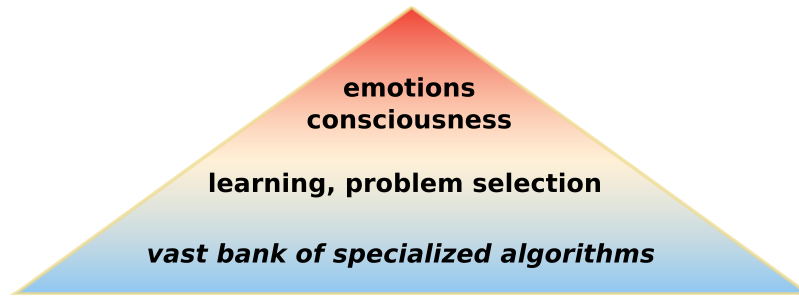 emotions
consciousness
learning, problem selection
vast bank of specialized algorithms